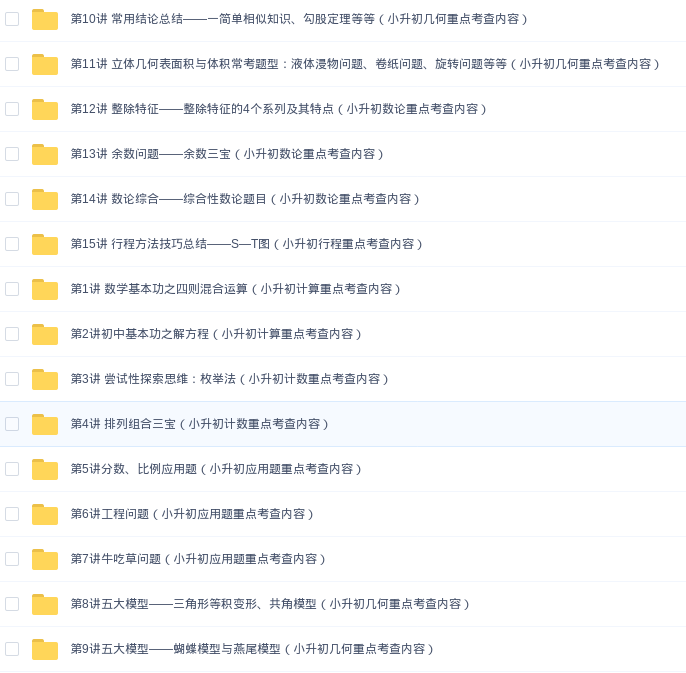 第10讲 常用结论总结——一简单相似知识、勾股定理等等（小升初几何重点考查内容）
第11讲 立体几何表面积与体积常考题型：液体浸物问题、卷纸问题、旋转问题等等（小升初几何重点考查内容）
第12讲 整除特征——整除特征的4个系列及其特点（小升初数论重点考查内容）
第13讲 余数问题——余数三宝（小升初数论重点考查内容）
第14讲 数论综合——综合性数论题目（小升初数论重点考查内容）
第15讲 行程方法技巧总结——S—T图（小升初行程重点考查内容）
第1讲 数学基本功之四则混合运算（小升初计算重点考查内容）
第2讲初中基本功之解方程（小升初计算重点考查内容）
第3讲 尝试性探索思维：枚举法（小升初计数重点考查内容）
第4讲 排列组合三宝（小升初计数重点考查内容）
第5讲分数、比例应用题（小升初应用题重点考查内容）
第6讲工程问题（小升初应用题重点考查内容）
第7讲牛吃草问题（小升初应用题重点考查内容）
第8讲五大模型——三角形等积变形、共角模型（小升初几何重点考查内容）
第9讲五大模型——蝴蝶模型与燕尾模型（小升初几何重点考查内容）